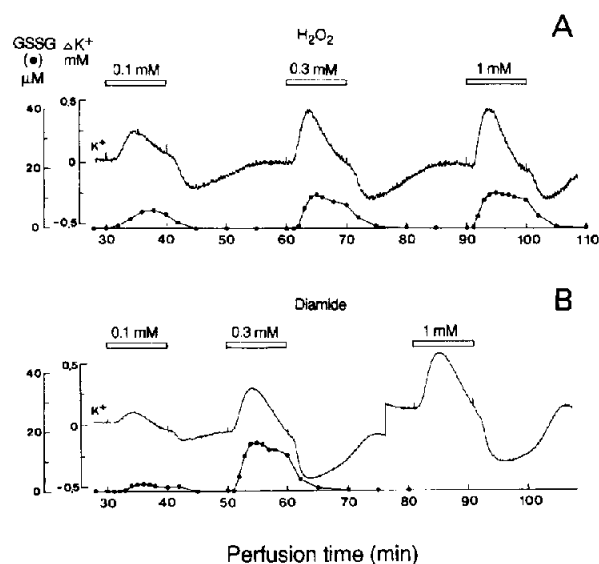 A
H2O2
GSSG
(•)
μM
ΔK+
mM
0.1 mM
0.3 mM
1 mM
40
20
0
0,5
0
-0,5
K+
30 40 50 60 70 80 90 100 110
B
Diamide
0.1 mM
0.3 mM
1 mM
40
20
0
0,5
0
-0,5
K+
30 40 50 60 70 80 90 100
Perfusion time (min)